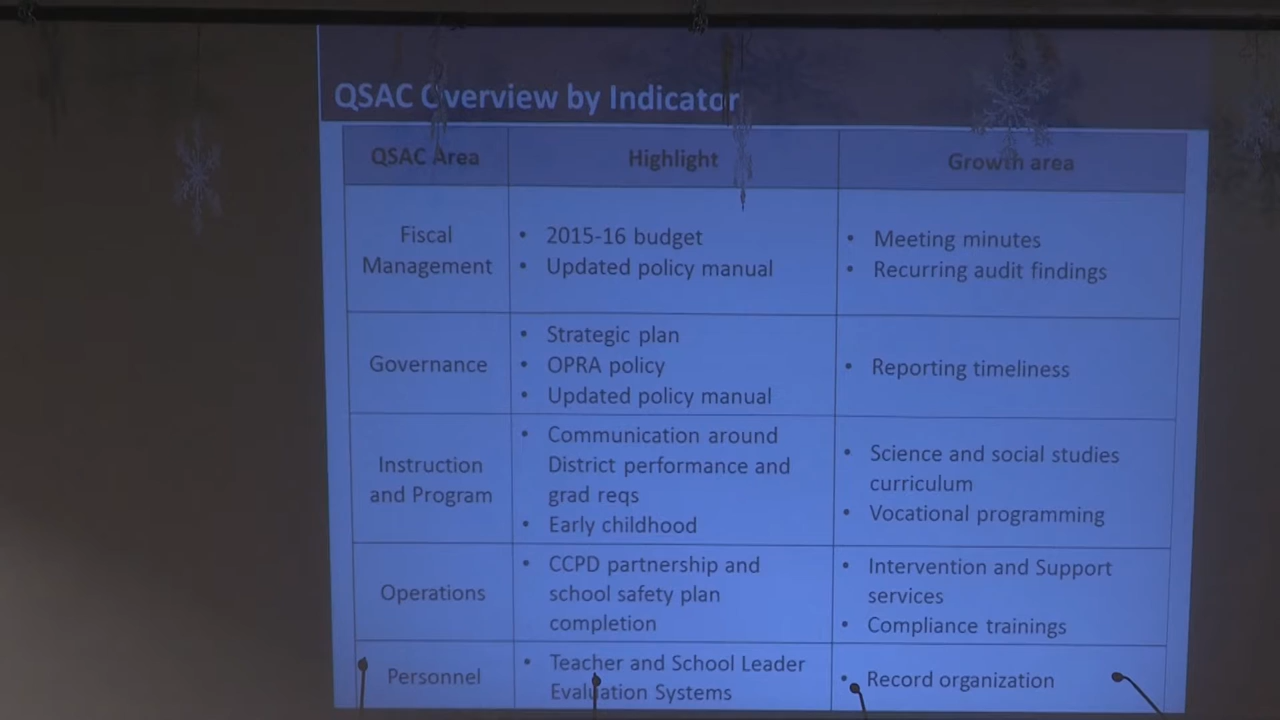 QSAC Overview by Indicator
QSAC Area
Highlight
Growth area
Fiscal
Management
• 2015-16 budget
• Updated policy manual
• Meeting minutes
• Recurring audit findings
Governance
• Strategic plan
• OPRA policy
• Updated policy manual
• Reporting timeliness
Instruction
and Program
• Communication around
District performance and
grad reqs
• Early childhood
• Science and social studies
curriculum
• Vocational programming
Operations
• CCPD partnership and
school safety plan
completion
• Intervention and Support
services
• Compliance trainings
Personnel
• Teacher and School Leader
Evaluation Systems
• Record organization